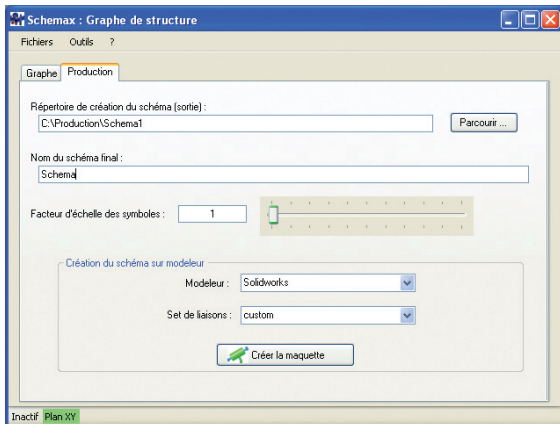 Schemax : Graphe de structure
Fichiers Outils ?
Graphe Production
Répertoire de création du schéma (sortie) :
C:\Production\Schema1 Parcourir ...
Nom du schéma final :
Schema
Facteur d'échelle des symboles : 1
Création du schéma sur modeleur
Modeleur : Solidworks
Set de liaisons : custom
Créer la maquette
Inactif Plan XY